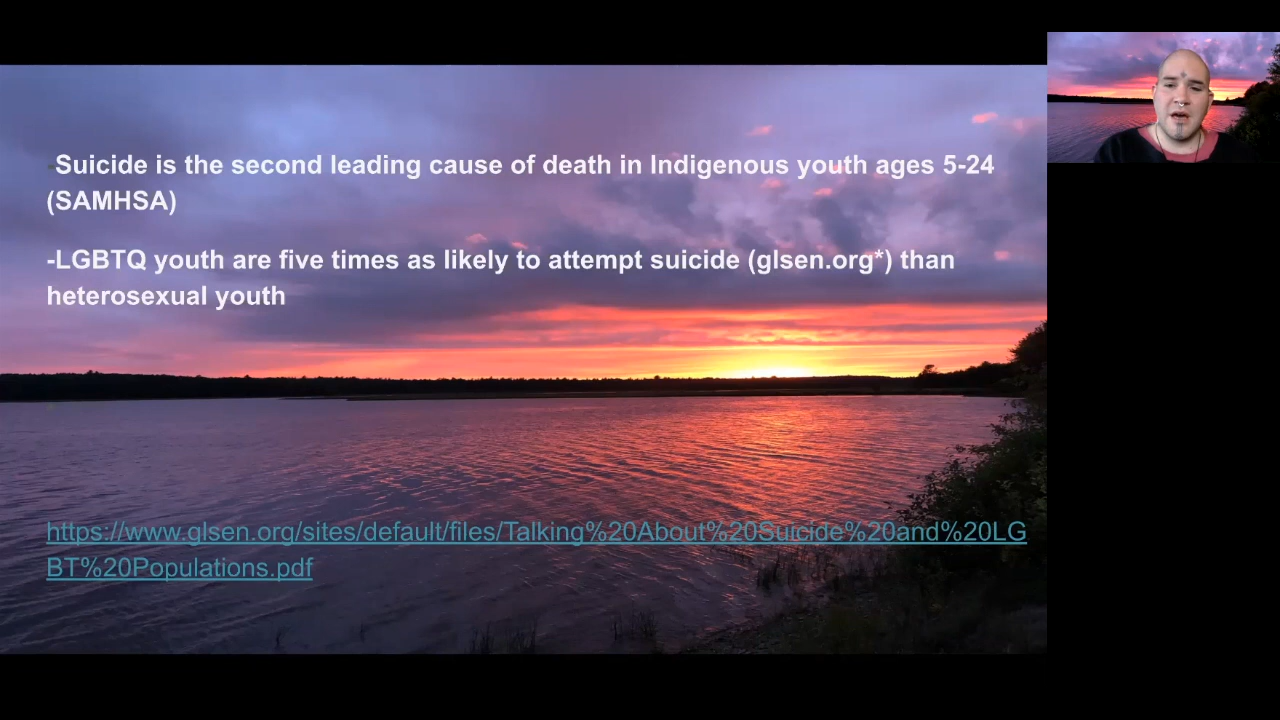 -Suicide is the second leading cause of death in Indigenous youth ages 5-24
(SAMHSA)
-LGBTQ youth are five times as likely to attempt suicide (glsen.org*) than
heterosexual youth
https://www.glsen.org/sites/default/files/Talking%20About%20Suicide%20and%20LG
BT%20Populations.pdf